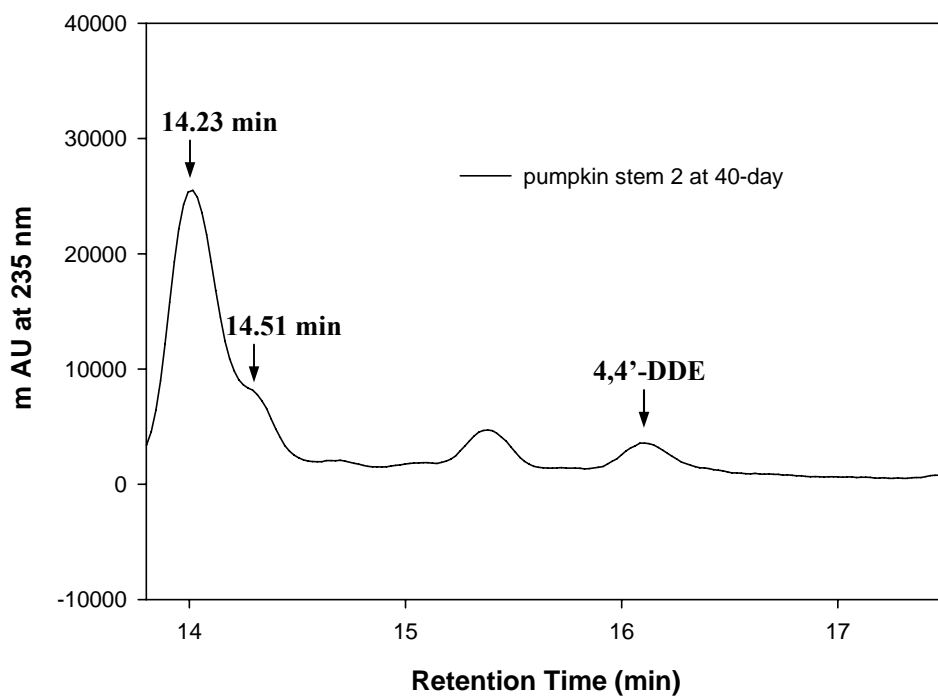 40000
30000
20000
10000
0
-10000
m AU at 235 nm
14.23 min
14.51 min
pumpkin stem 2 at 40-day
4,4’-DDE
14 15 16 17
Retention Time (min)